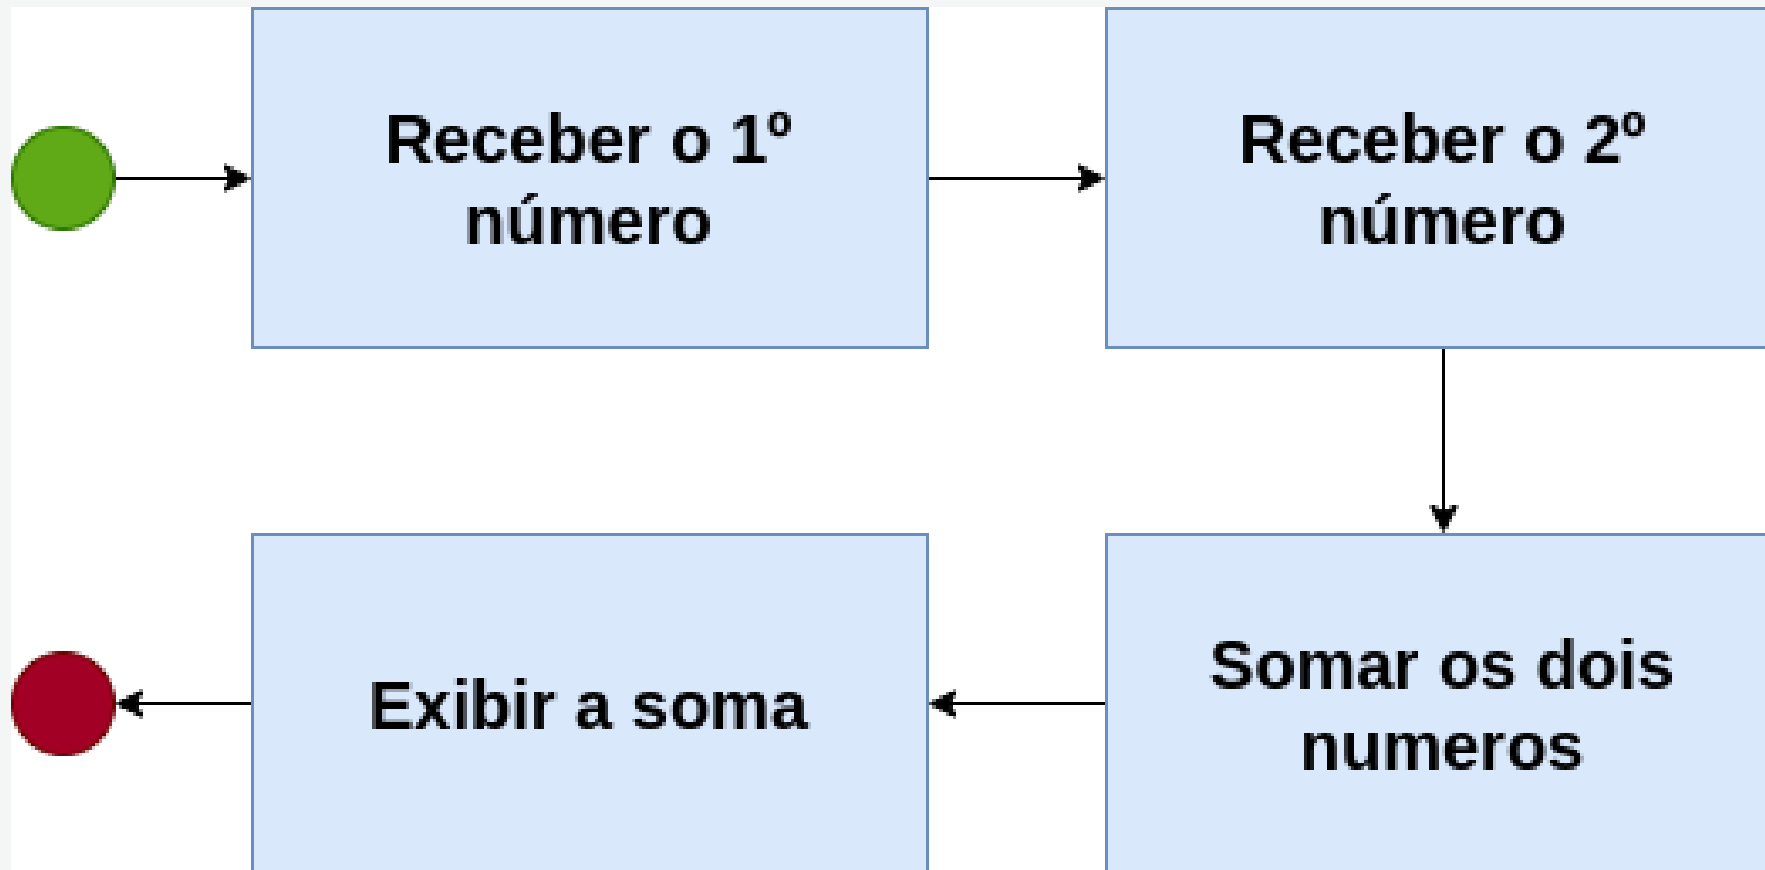 Receber o 1º
número
Receber o 2º
número
Exibir a soma
Somar os dois
numeros